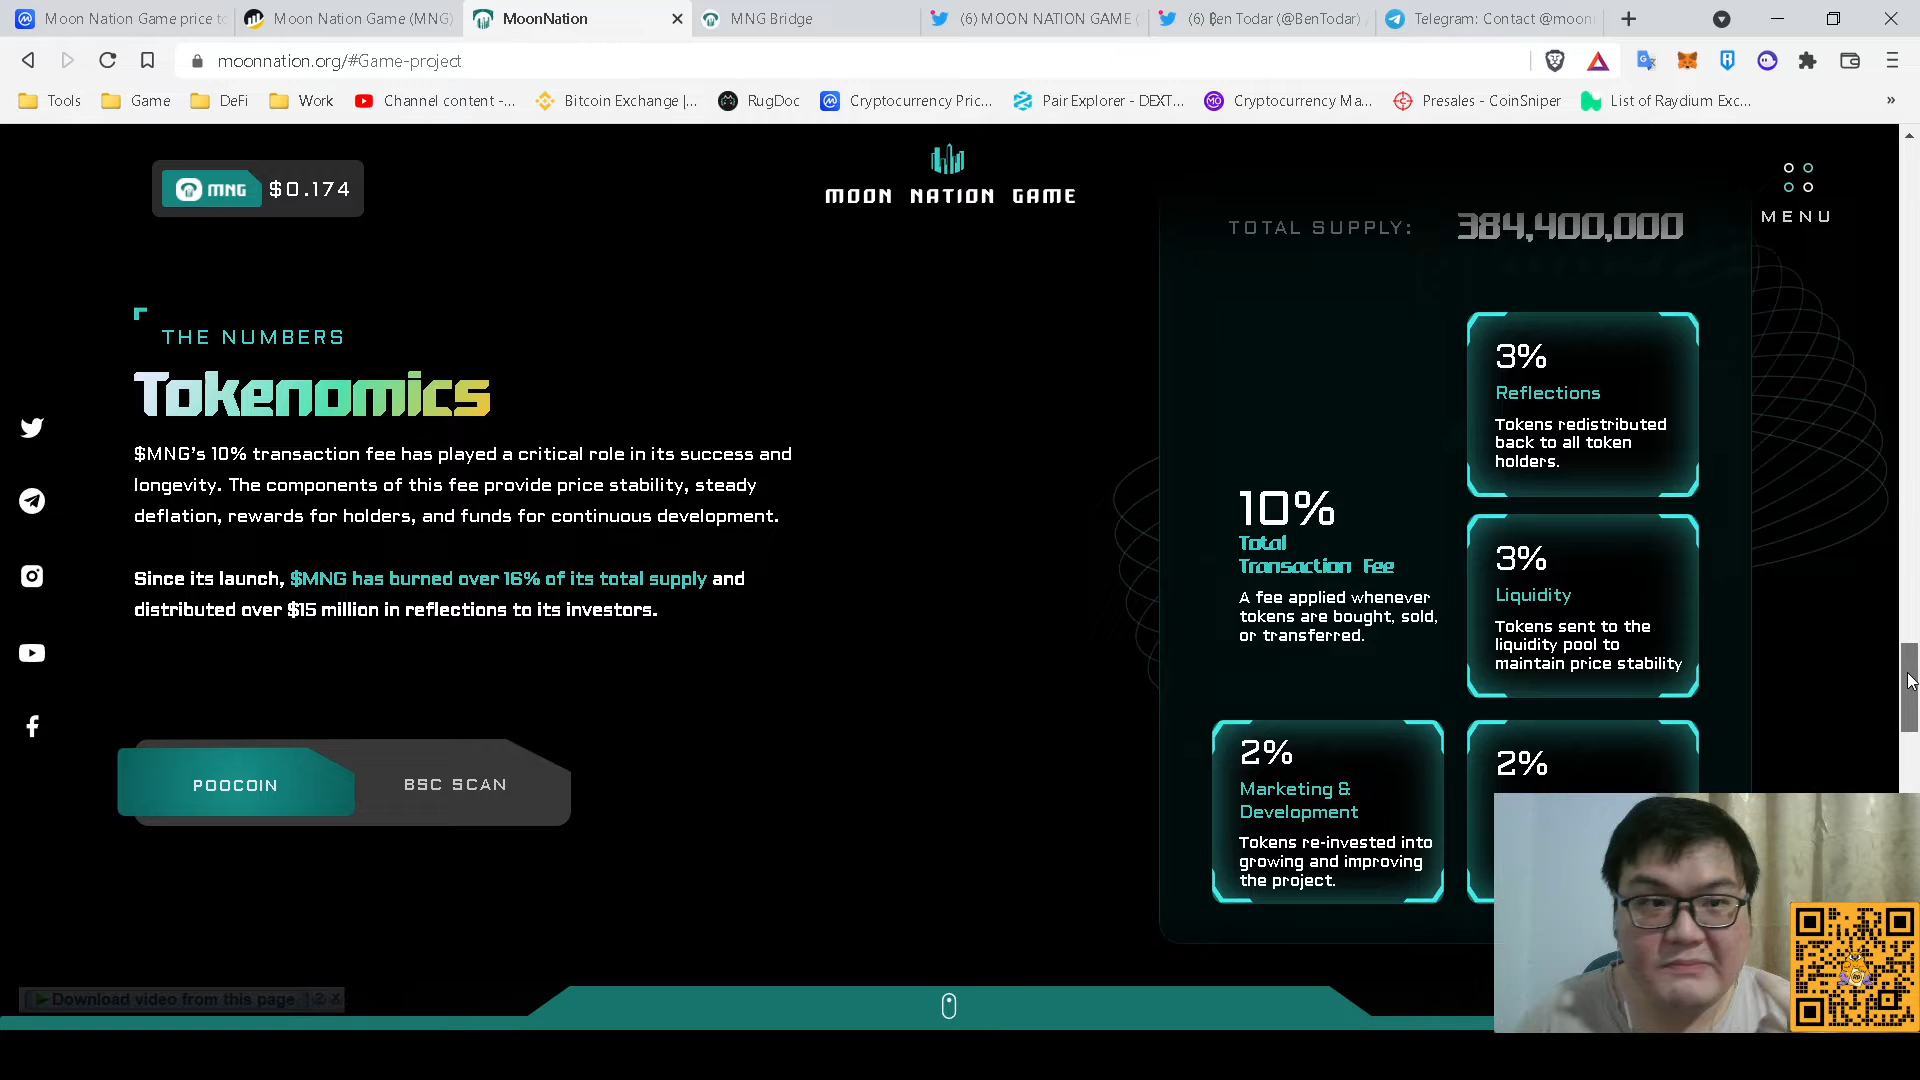 Moon Nation Game price to
Moon Nation Game (MNG)
MoonNation
MNG Bridge
(6) MOON NATION GAME (
(6) ₿en Todar (@BenTodar)
Telegram: Contact @moon
moonnation.org/#Game-project
Tools
Game
DeFi
Work
Channel content -...
Bitcoin Exchange |...
RugDoc
Cryptocurrency Pric...
Pair Explorer - DEXT...
Cryptocurrency Ma...
Presales - CoinSniper
List of Raydium Exc...
MNG $0.174
MOON NATION GAME
MENU
TOTAL SUPPLY: 384,400,000
THE NUMBERS
Tokenomics
$MNG's 10% transaction fee has played a critical role in its success and
longevity. The components of this fee provide price stability, steady
deflation, rewards for holders, and funds for continuous development.
Since its launch, $MNG has burned over 16% of its total supply and
distributed over $15 million in reflections to its investors.
POOCOIN
BSC SCAN
10%
Total
Transaction Fee
A fee applied whenever
tokens are bought, sold,
or transferred.
3%
Reflections
Tokens redistributed
back to all token
holders.
3%
Liquidity
Tokens sent to the
liquidity pool to
maintain price stability
2%
Marketing &
Development
Tokens re-invested into
growing and improving
the project.
2%
Download video from this page